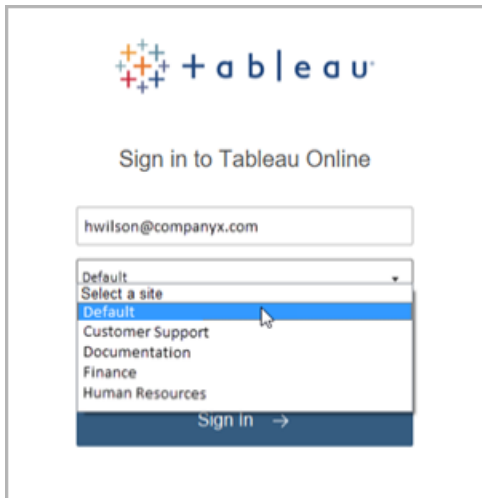 +ableau
Sign in to Tableau Online
hwilson@companyx.com
Default
Select a site
Default
Customer Support
Documentation
Finance
Human Resources
Sign In →